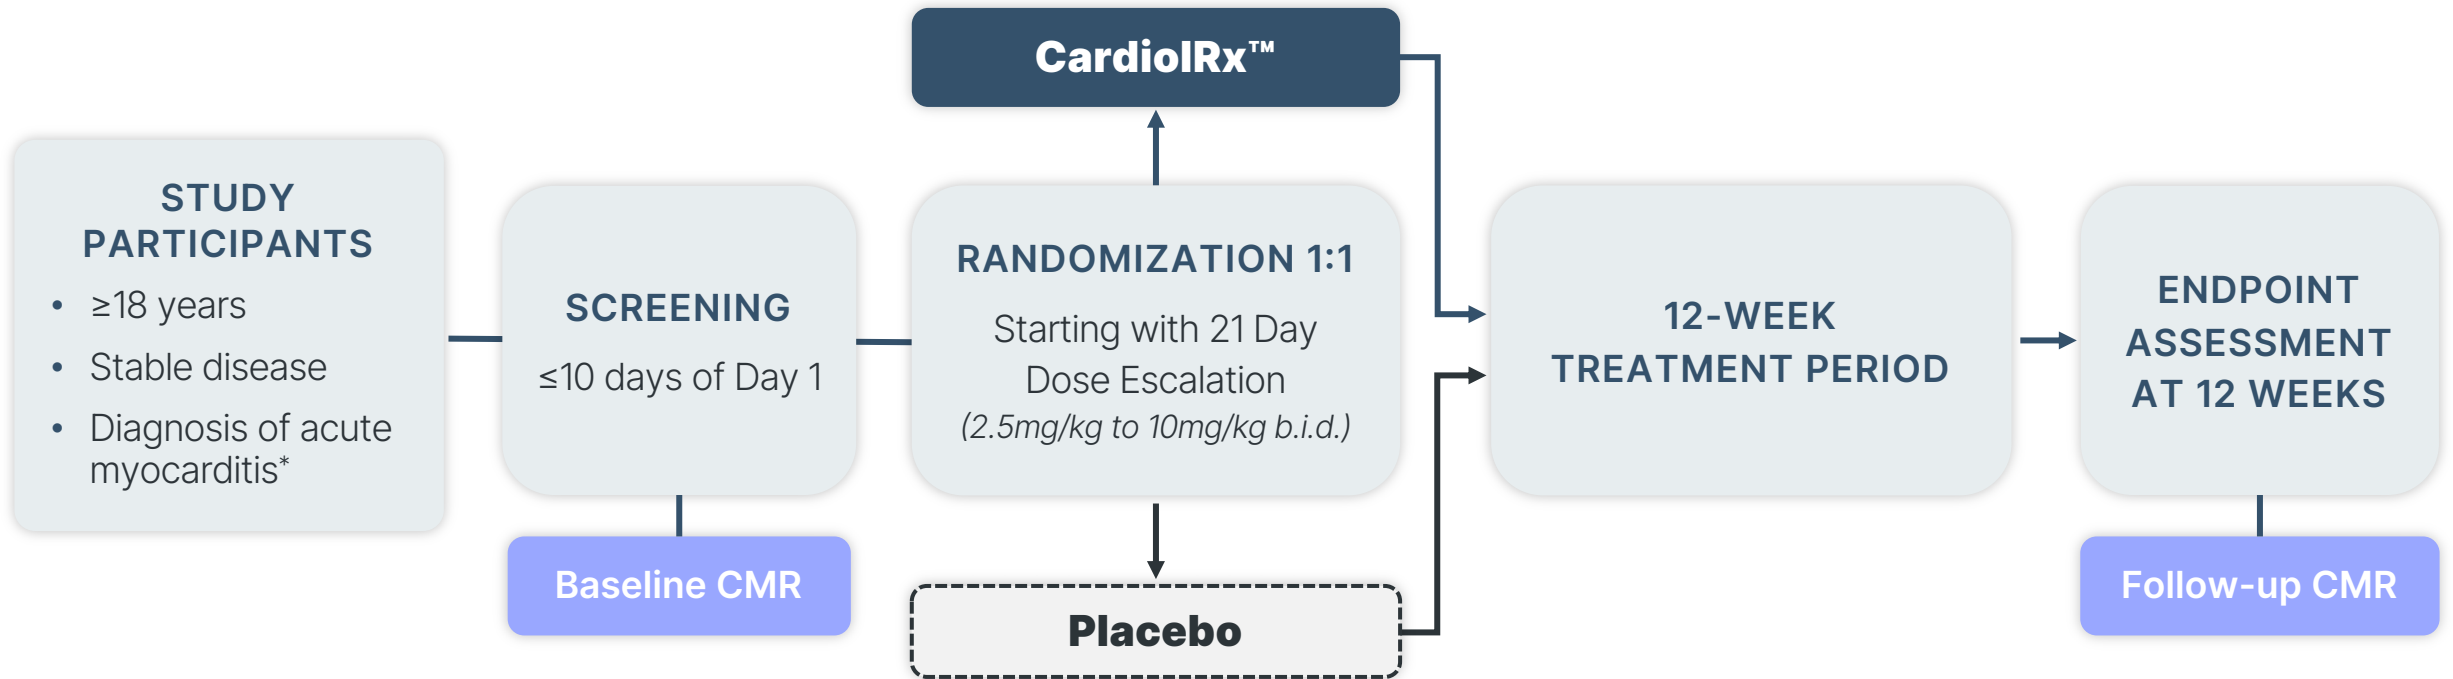 STUDY
PARTICIPANTS
• ≥18 years
• Stable disease
• Diagnosis of acute
myocarditis*
SCREENING
≤10 days of Day 1
Baseline CMR
CardiolRx™
RANDOMIZATION 1:1
Starting with 21 Day
Dose Escalation
(2.5mg/kg to 10mg/kg b.i.d.)
Placebo
12-WEEK
TREATMENT PERIOD
ENDPOINT
ASSESSMENT
AT 12 WEEKS
Follow-up CMR